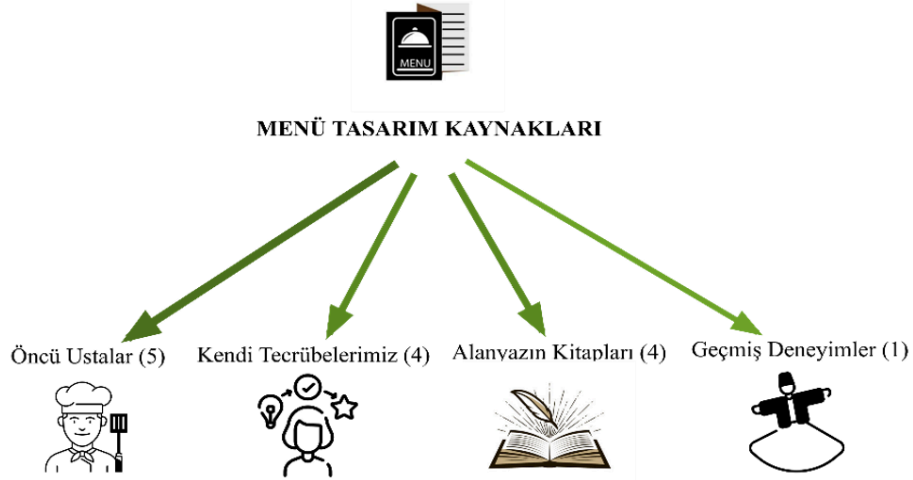 MENU
MENÜ TASARIM KAYNAKLARI
Öncü Ustalar (5)
Kendi Tecrübelerimiz (4)
Alanyazın Kitapları (4)
Geçmiş Deneyimler (1)